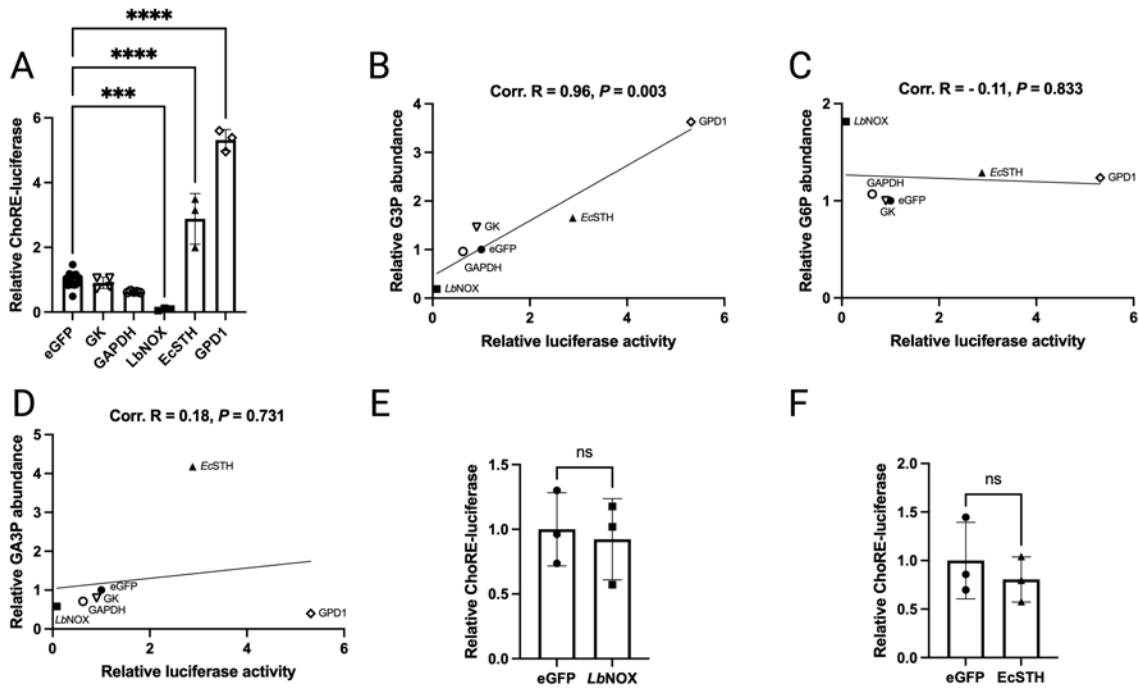 A
****
****
***
Relative ChoRE-luciferase
6
4
2
0
eGFP
GK
GAPDH
LbNOX
EcSTH
GPD1
B
Corr. R = 0.96, P = 0.003
Relative G3P abundance
4
3
2
1
0
GPD1
EcSTH
GK
eGFP
GAPDH
LbNOX
0 2 4 6
Relative luciferase activity
C
Corr. R = - 0.11, P = 0.833
Relative G6P abundance
2
1
0
LbNOX
GAPDH
EcSTH
GPD1
eGFP
GK
0 2 4 6
Relative luciferase activity
D
Corr. R = 0.18, P = 0.731
Relative GA3P abundance
5
4
3
2
1
0
EcSTH
eGFP
GK
GAPDH
LbNOX
GPD1
0 2 4 6
Relative luciferase activity
E
ns
Relative ChoRE-luciferase
1.5
1.0
0.5
0.0
eGFP LbNOX
F
ns
Relative ChoRE-luciferase
2.0
1.5
1.0
0.5
0.0
eGFP EcSTH